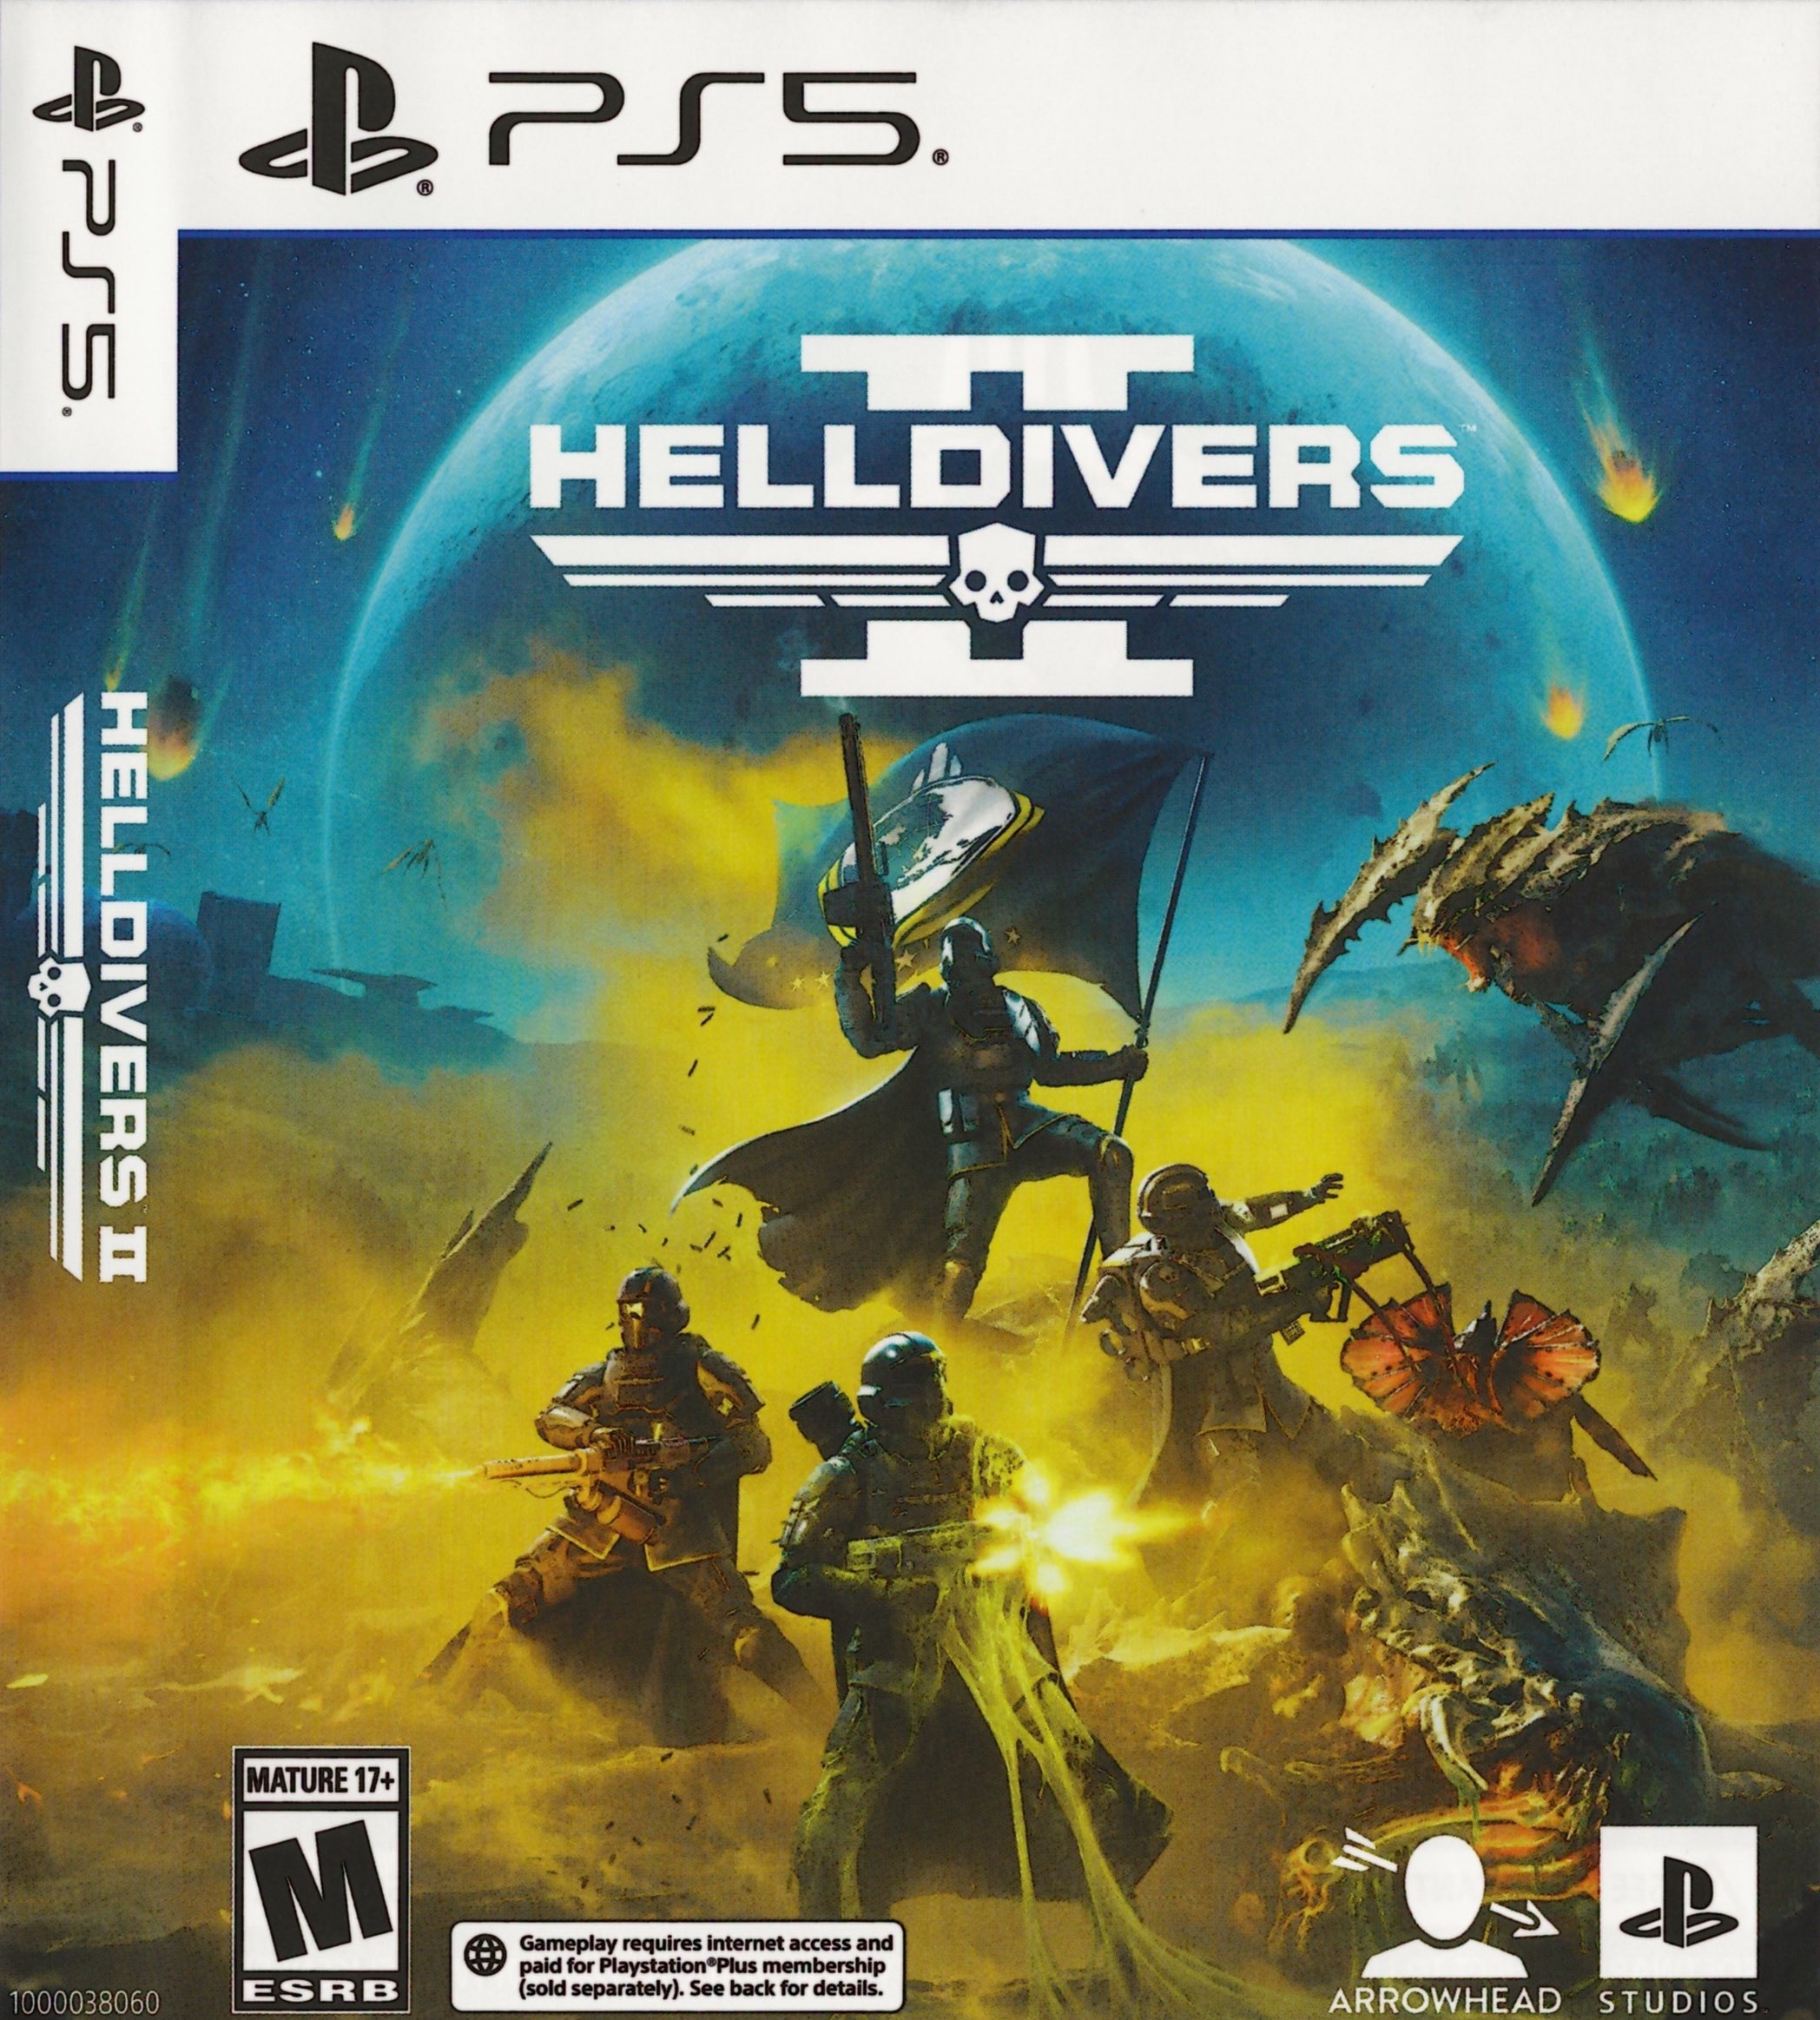 PS5®
PS5®
II
HELLDIVERS™
HELLDIVERS II
MATURE 17+
M
ESRB
Gameplay requires internet access and
paid for Playstation®Plus membership
(sold separately). See back for details.
1000038060
ARROWHEAD
STUDIOS